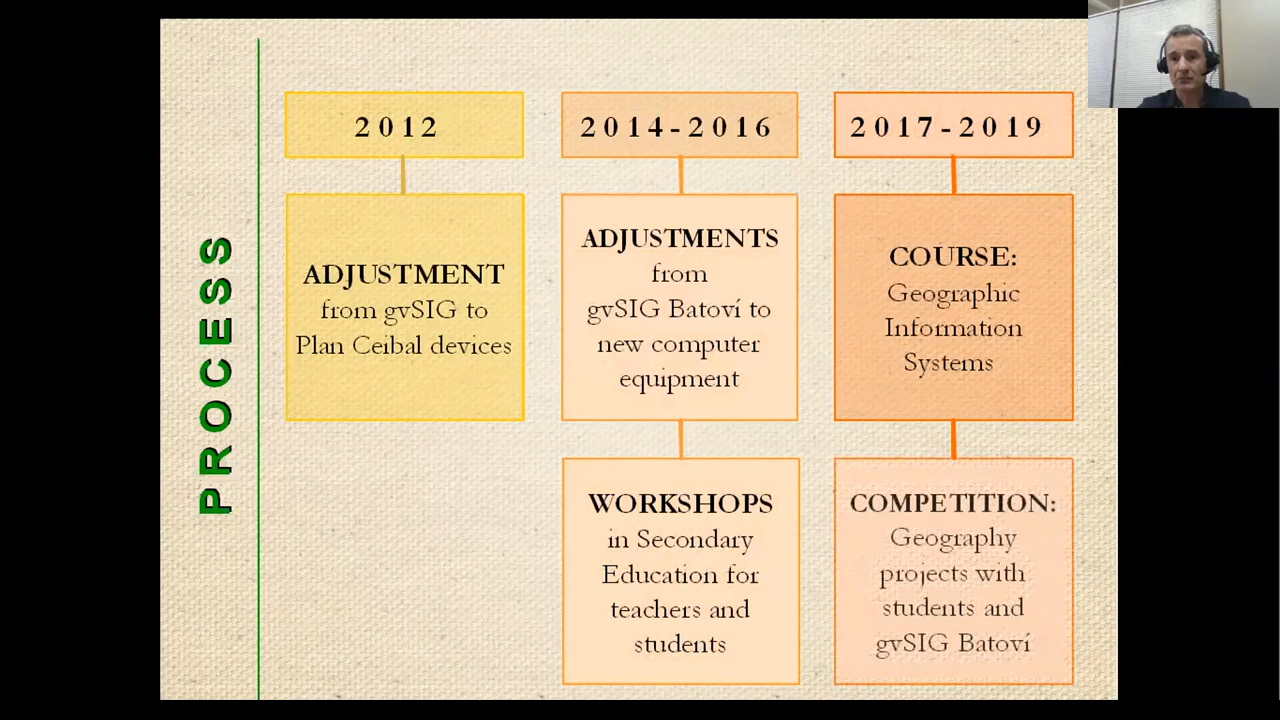 PROCESS
2012
ADJUSTMENT
from gvSIG to
Plan Ceibal devices
2014-2016
ADJUSTMENTS
from
gvSIG Batoví to
new computer
equipment
WORKSHOPS
in Secondary
Education for
teachers and
students
2017-2019
COURSE:
Geographic
Information
Systems
COMPETITION:
Geography
projects with
students and
gvSIG Batoví